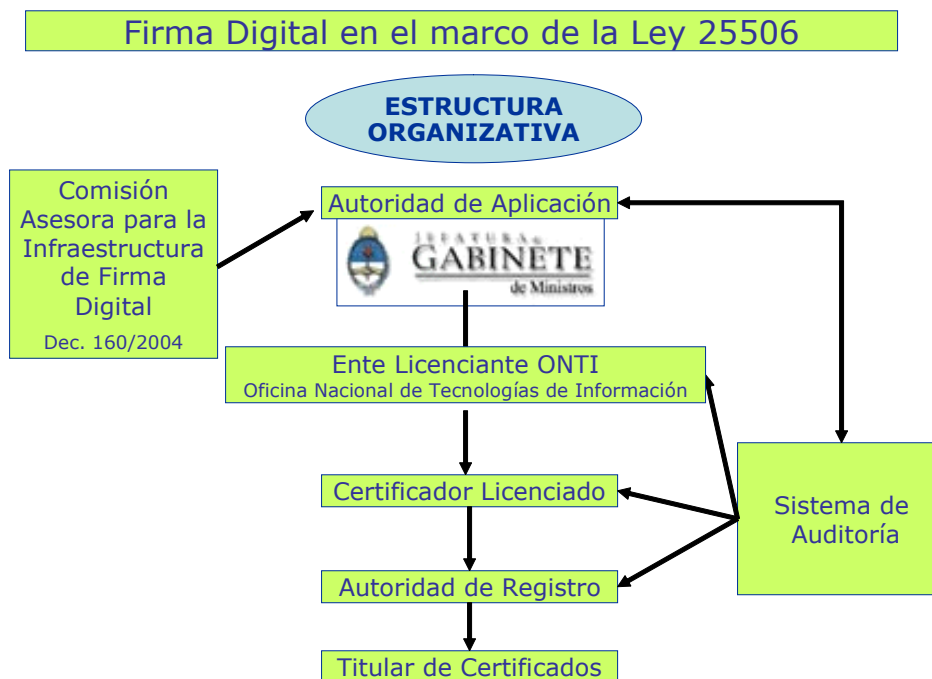 Firma Digital en el marco de la Ley 25506
ESTRUCTURA
ORGANIZATIVA
Comisión
Asesora para la
Infraestructura
de Firma
Digital
Dec. 160/2004
Autoridad de Aplicación
JEFATURA de
GABINETE
de Ministros
Ente Licenciante ONTI
Oficina Nacional de Tecnologías de Información
Certificador Licenciado
Sistema de
Auditoría
Autoridad de Registro
Titular de Certificados